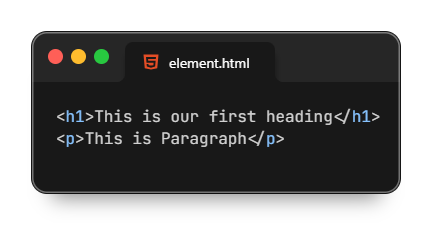 element.html
<h1>This is our first heading</h1>
<p>This is Paragraph</p>